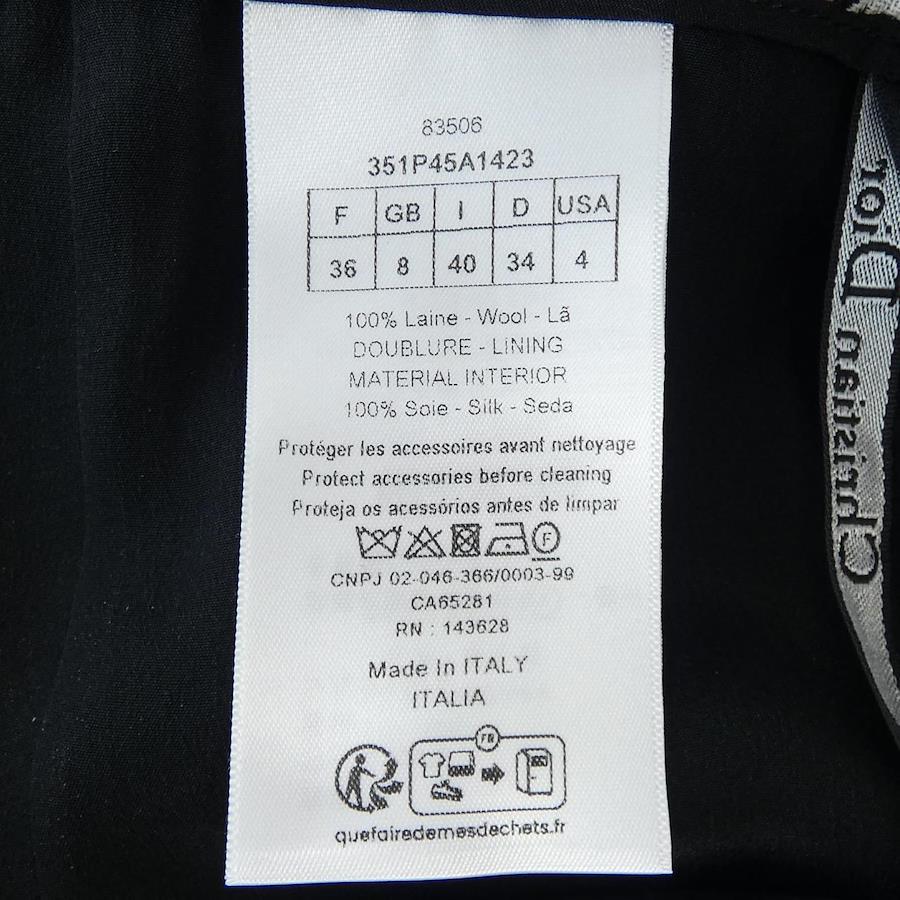 83506
351P45A1423
F GB I D USA
36 8 40 34 4
100% Laine - Wool - Lã
DOUBLURE - LINING
MATERIAL INTERIOR
100% Soie - Silk - Seda
Protéger les accessoires avant nettoyage
Protect accessories before cleaning
Proteja os acessórios antes de limpar
F
CNPJ 02-046-366/0003-99
CA65281
RN : 143628
Made In ITALY
ITALIA
FR
quefairedemesdechets.fr
Christian Dior